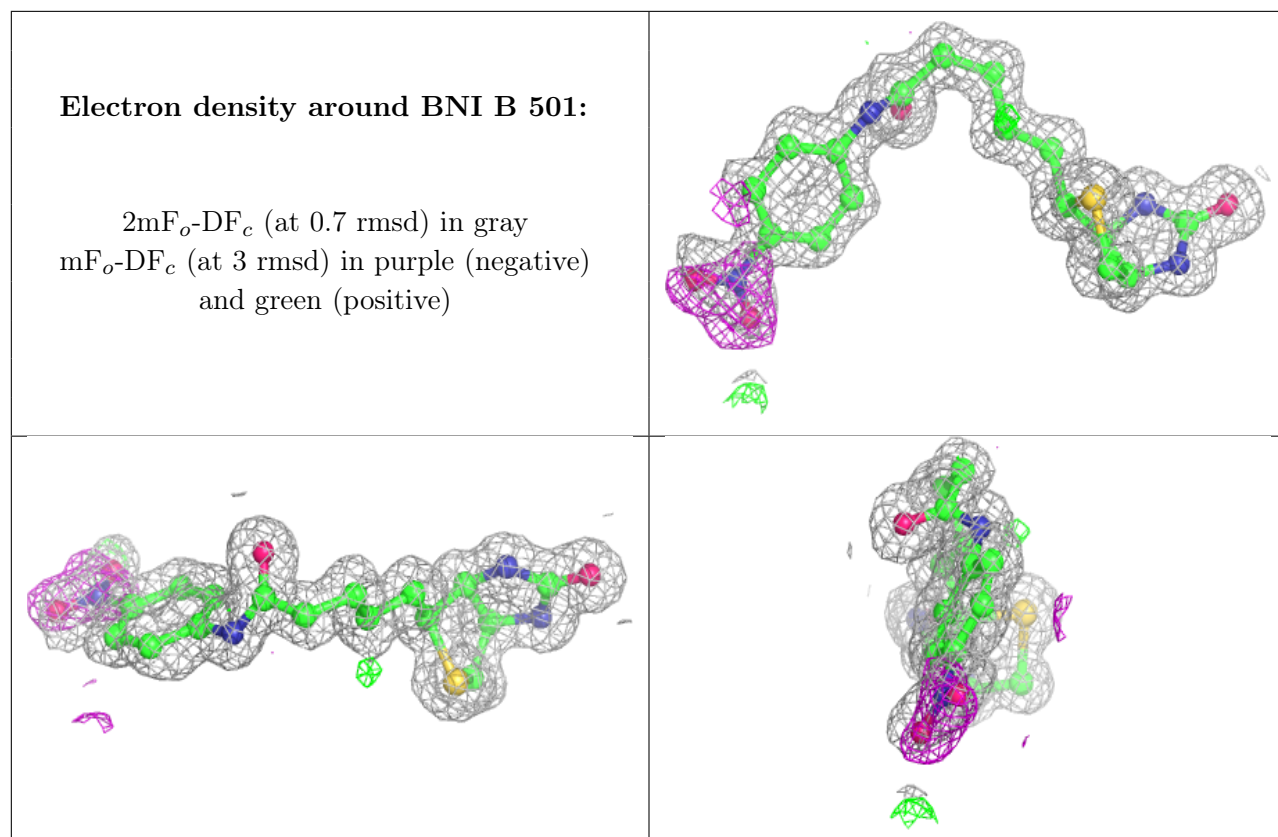 Electron density around BNI B 501:
2mFₒ-DF𝒸 (at 0.7 rmsd) in gray
mFₒ-DF𝒸 (at 3 rmsd) in purple (negative)
and green (positive)